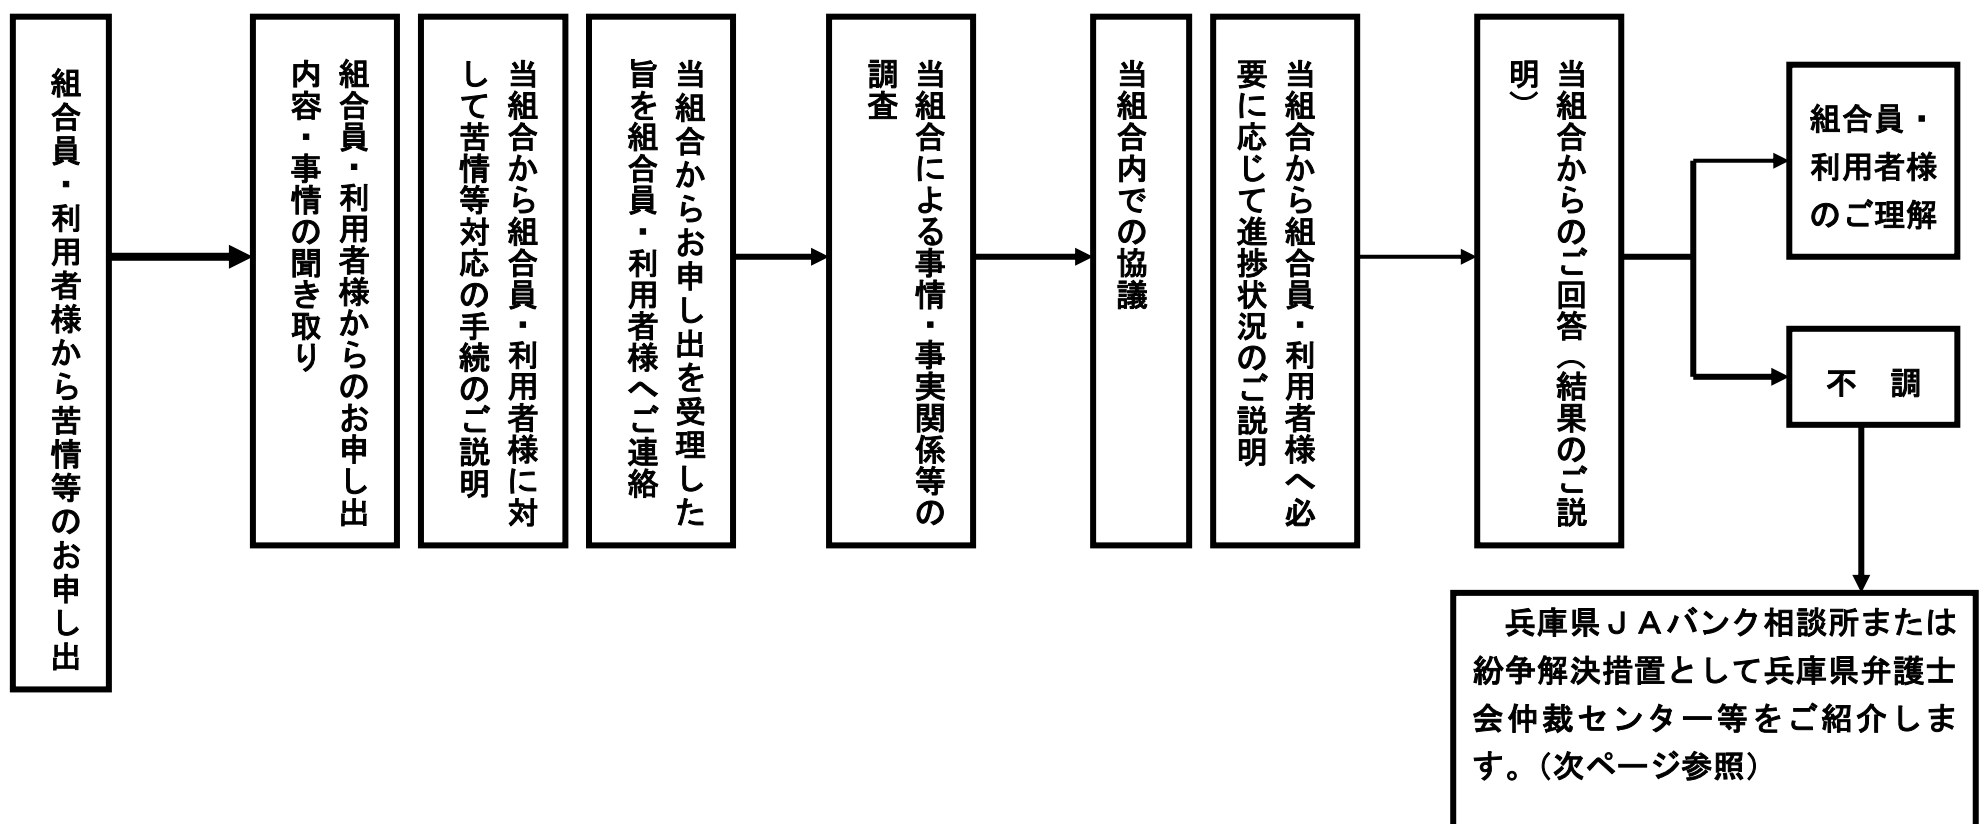 組合員・利用者様から苦情等のお申し出
組合員・利用者様からのお申し出
内容・事情の聞き取り
当組合から組合員・利用者様に対
して苦情等対応の手続のご説明
当組合からお申し出を受理した
旨を組合員・利用者様へご連絡
当組合による事情・事実関係等の
調査
当組合内での協議
当組合から組合員・利用者様へ必
要に応じて進捗状況のご説明
当組合からのご回答（結果のご説
明）
組合員・
利用者様
のご理解
不　調
兵庫県ＪＡバンク相談所または
紛争解決措置として兵庫県弁護士
会仲裁センター等をご紹介しま
す。（次ページ参照）